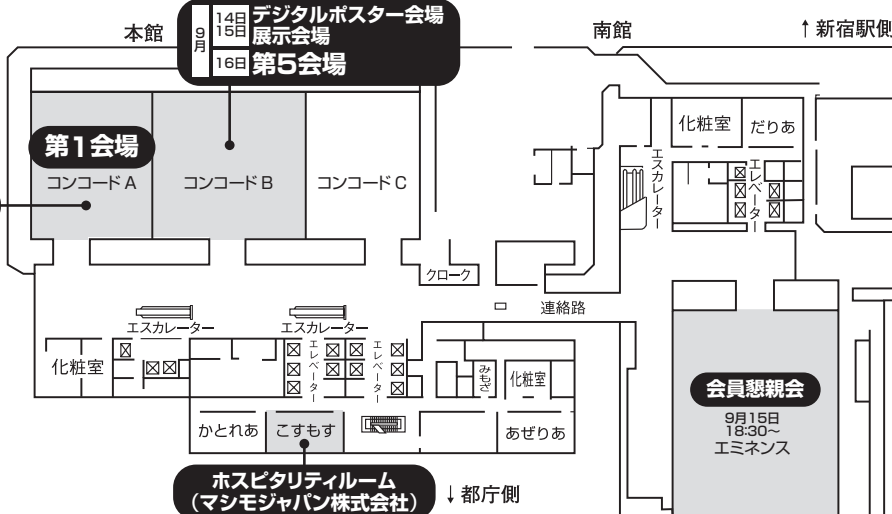 本館
9月
14日
15日
デジタルポスター会場
展示会場
16日
第5会場
南館
↑新宿駅側
第1会場
コンコードA
コンコードB
コンコードC
化粧室
だりあ
エスカレーター
エレベーター
クローク
連絡路
エスカレーター
エスカレーター
化粧室
エレベーター
エレベーター
みもざ
化粧室
かとれあ
こすもす
あぜりあ
会員懇親会
9月15日
18:30～
エミネンス
ホスピタリティルーム
（マシモジャパン株式会社）
↓都庁側